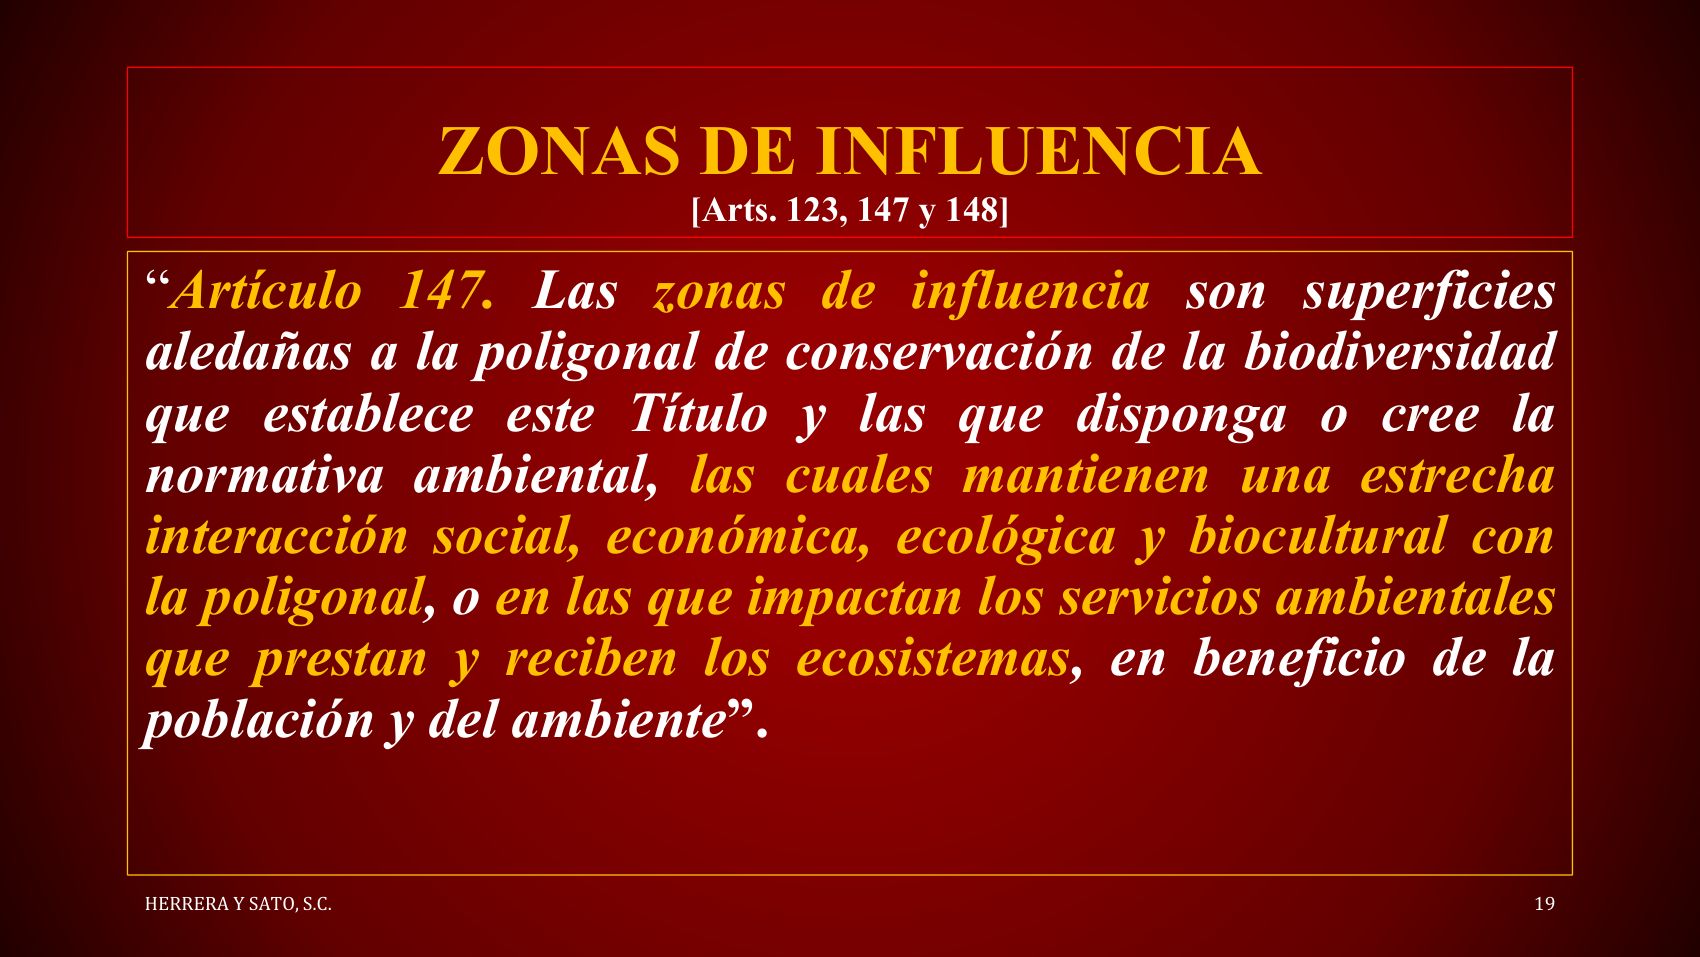 ZONAS DE INFLUENCIA
[Arts. 123, 147 y 148]
“Artículo 147. Las zonas de influencia son superficies
aledañas a la poligonal de conservación de la biodiversidad
que establece este Título y las que disponga o cree la
normativa ambiental, las cuales mantienen una estrecha
interacción social, económica, ecológica y biocultural con
la poligonal, o en las que impactan los servicios ambientales
que prestan y reciben los ecosistemas, en beneficio de la
población y del ambiente”.
HERRERA Y SATO, S.C.
19